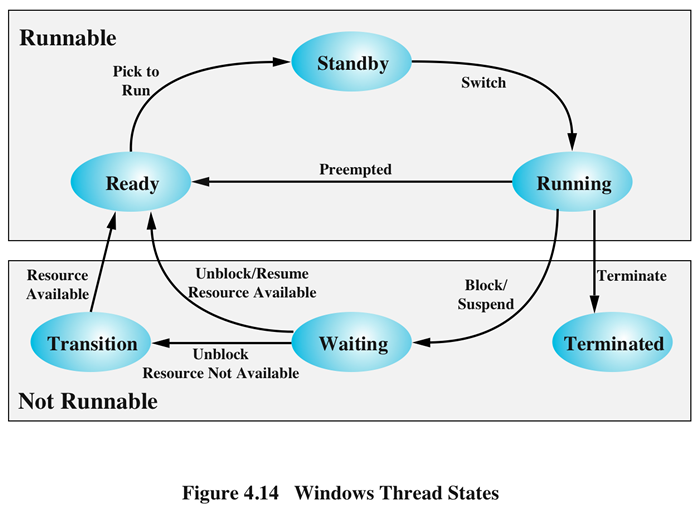 Runnable
Standby
Pick to
Run
Switch
Preempted
Ready
Running
Resource
Available
Unblock/Resume
Resource Available
Block/
Suspend
Terminate
Transition
Waiting
Terminated
Unblock
Resource Not Available
Not Runnable
Figure 4.14 Windows Thread States